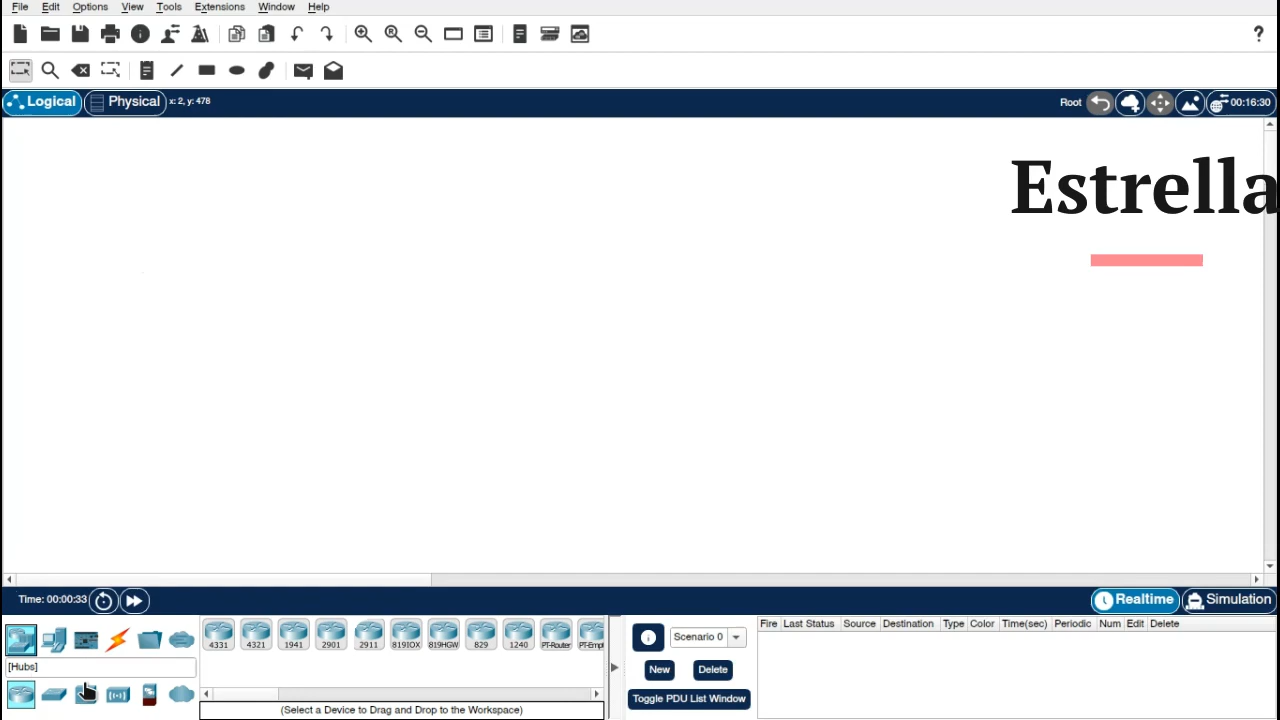 File Edit Options View Tools Extensions Window Help
?
Logical Physical x: 2, y: 478 Root 00:16:30
Estrella
Time: 00:00:33 Realtime Simulation
4331 4321 1941 2901 2911 819IOX 819HGW 829 1240 PT-Router PT-Empt
[Hubs]
(Select a Device to Drag and Drop to the Workspace)
Scenario 0
New Delete
Toggle PDU List Window
Fire Last Status Source Destination Type Color Time(sec) Periodic Num Edit Delete